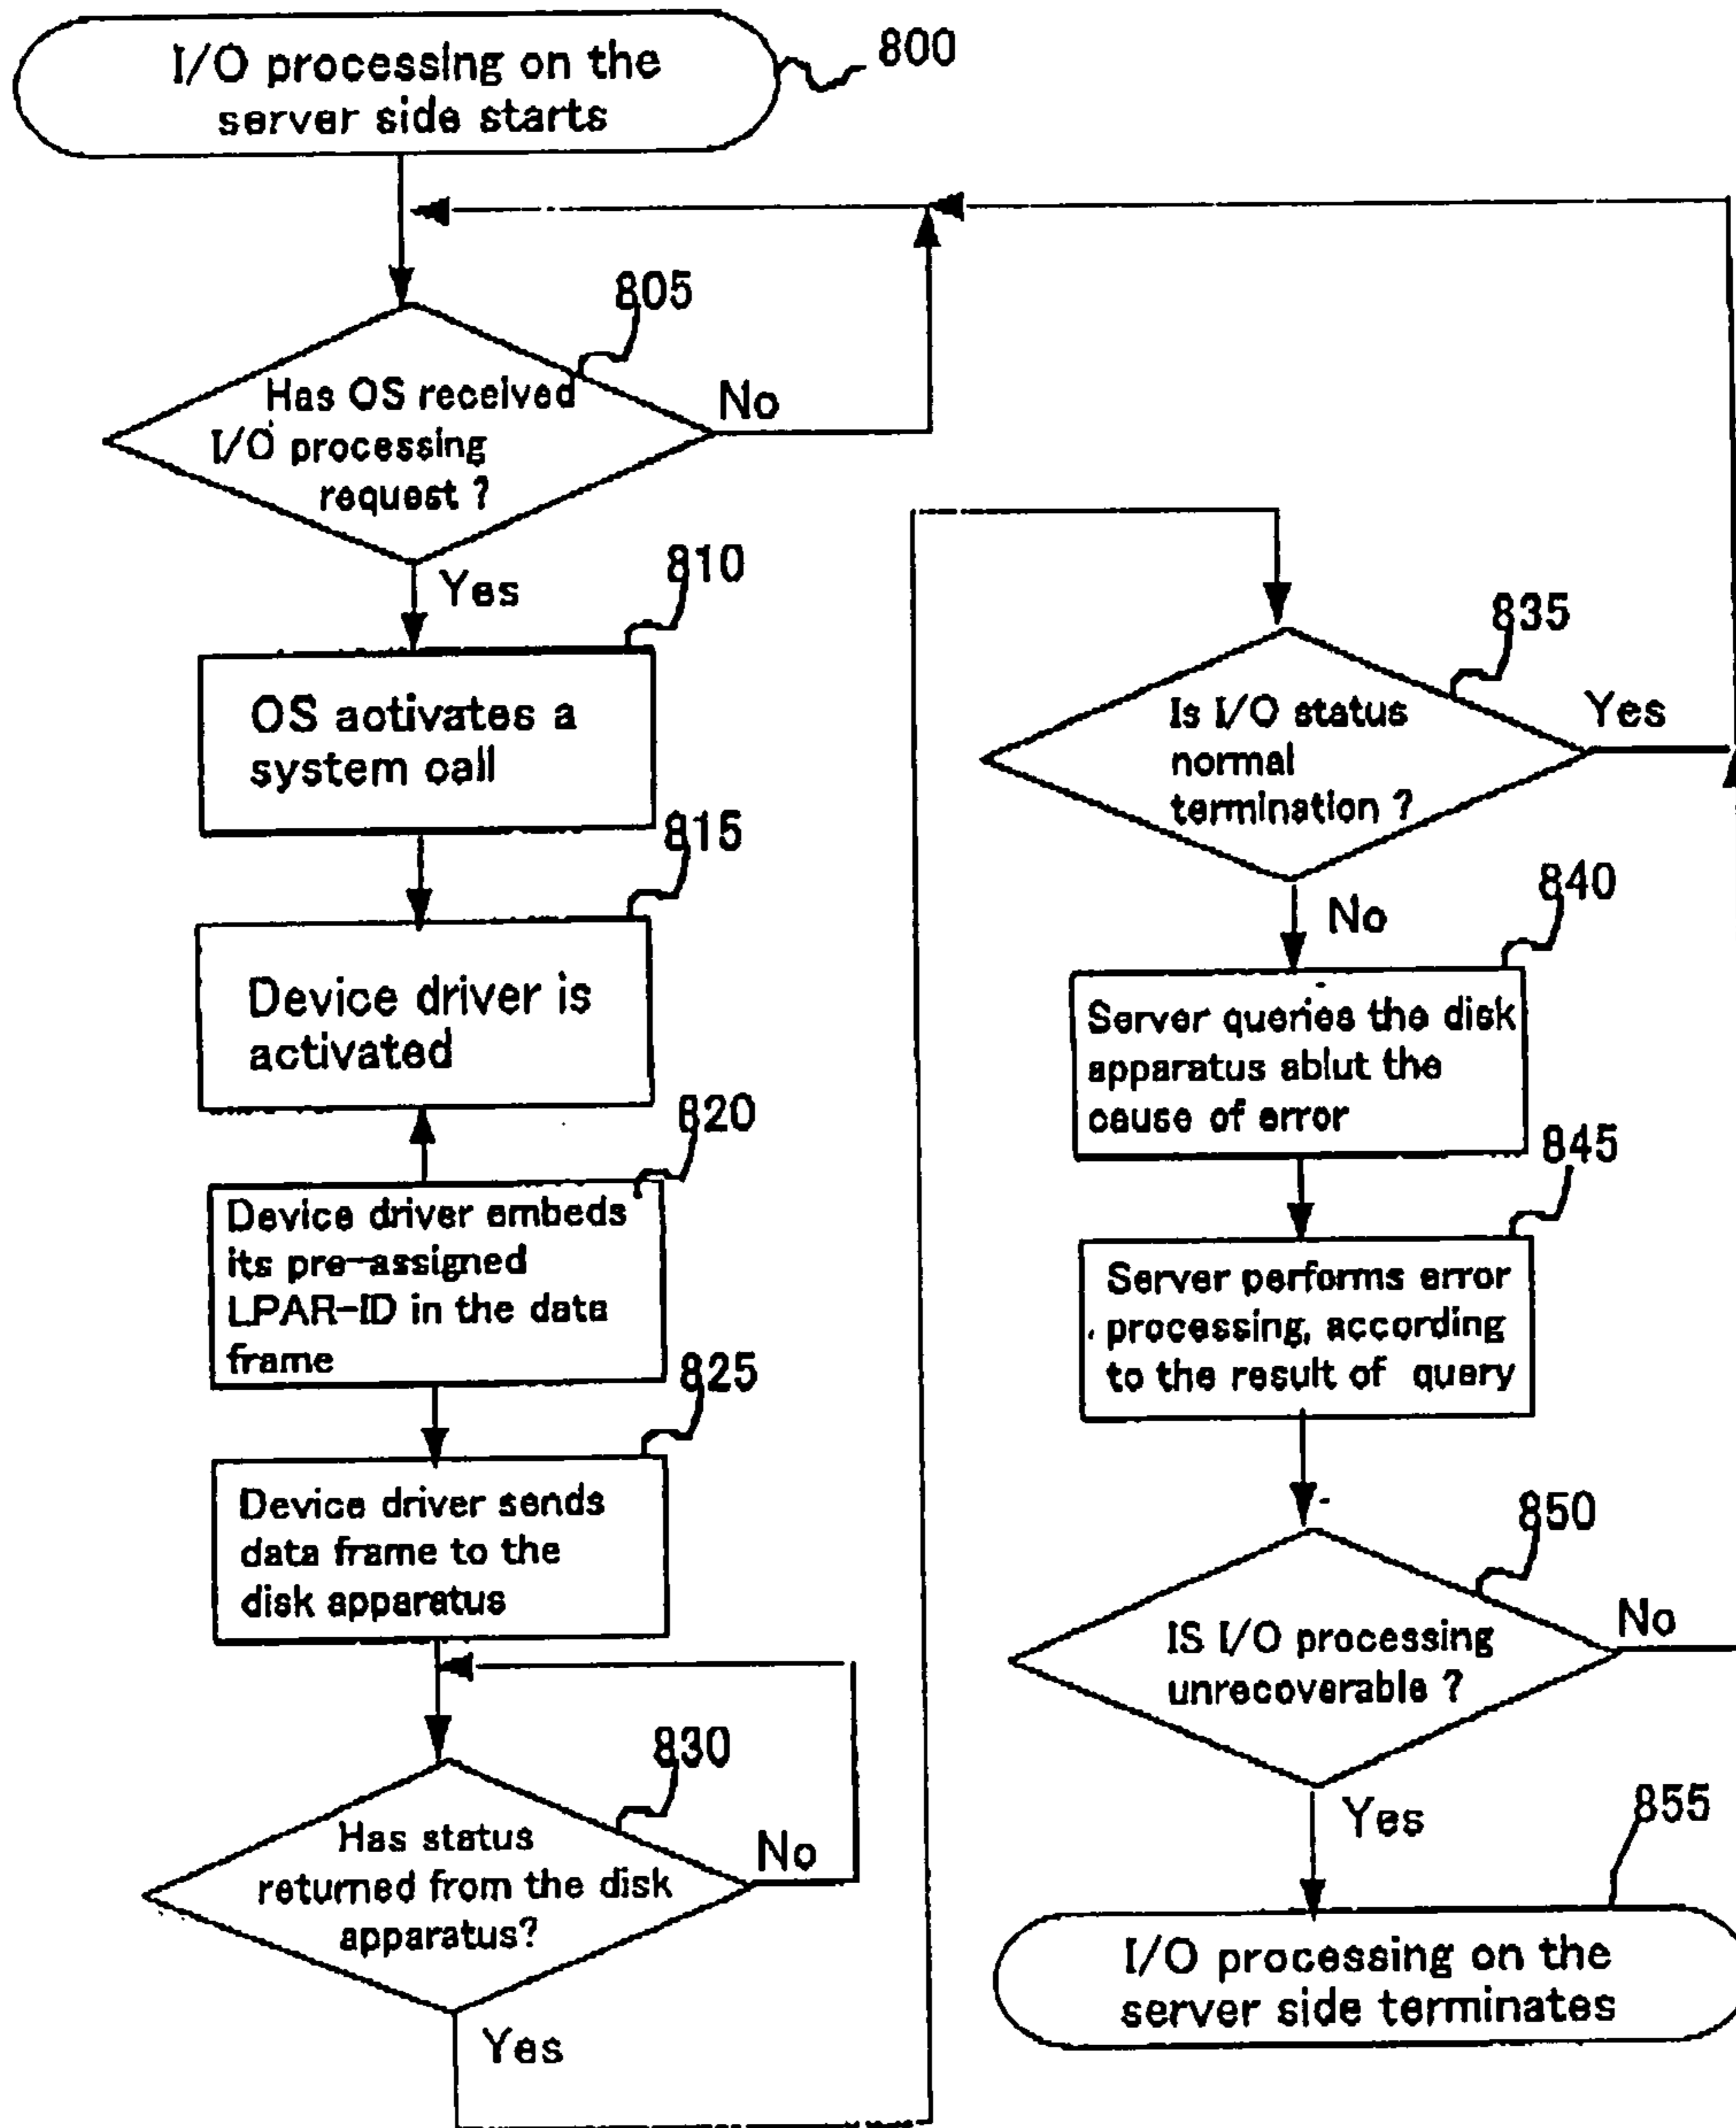 I/O processing on the
server side starts
800
805
Has OS received
I/O processing
request ?
No
Yes
810
OS activates a
system call
815
Device driver is
activated
820
Device driver embeds
its pre-assigned
LPAR-ID in the data
frame
825
Device driver sends
data frame to the
disk apparatus
830
Has status
returned from the disk
apparatus?
No
Yes
835
Is I/O status
normal
termination ?
Yes
No
840
Server queries the disk
apparatus ablut the
cause of error
845
Server performs error
processing, according
to the result of query
850
IS I/O processing
unrecoverable ?
No
Yes
855
I/O processing on the
server side terminates